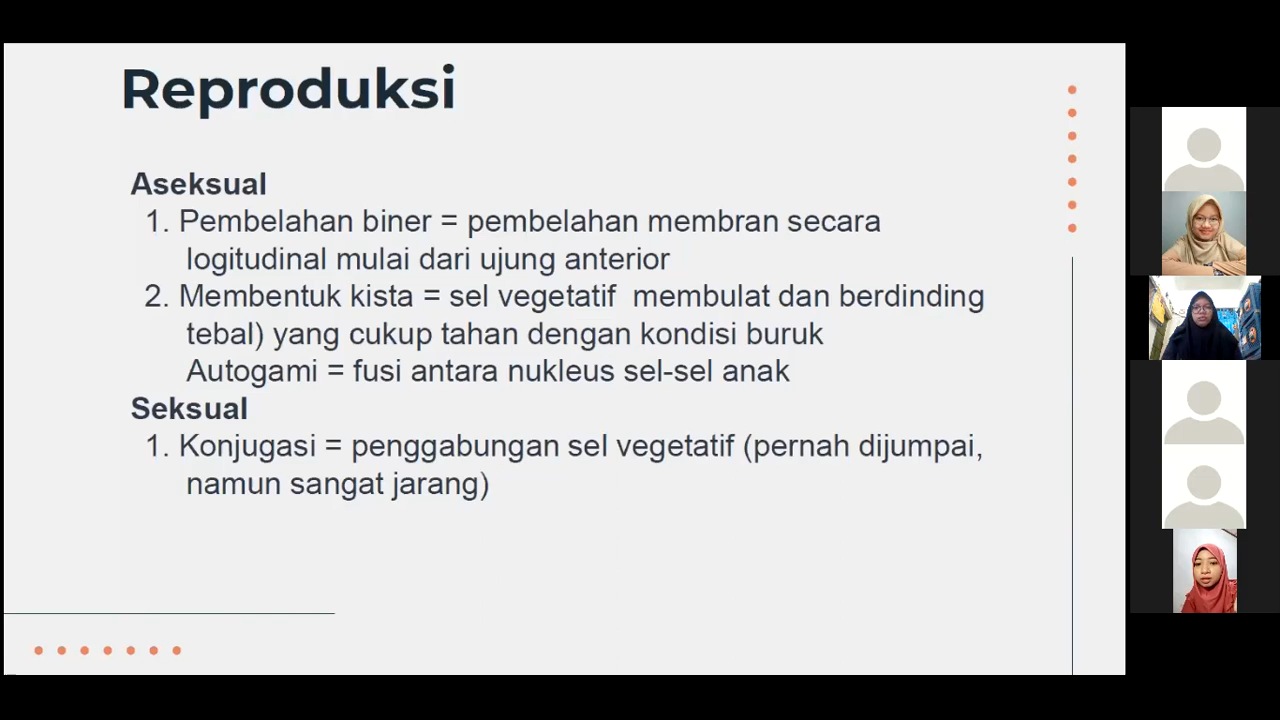 Reproduksi
Aseksual
1. Pembelahan biner = pembelahan membran secara
logitudinal mulai dari ujung anterior
2. Membentuk kista = sel vegetatif  membulat dan berdinding
tebal) yang cukup tahan dengan kondisi buruk
Autogami = fusi antara nukleus sel-sel anak
Seksual
1. Konjugasi = penggabungan sel vegetatif (pernah dijumpai,
namun sangat jarang)